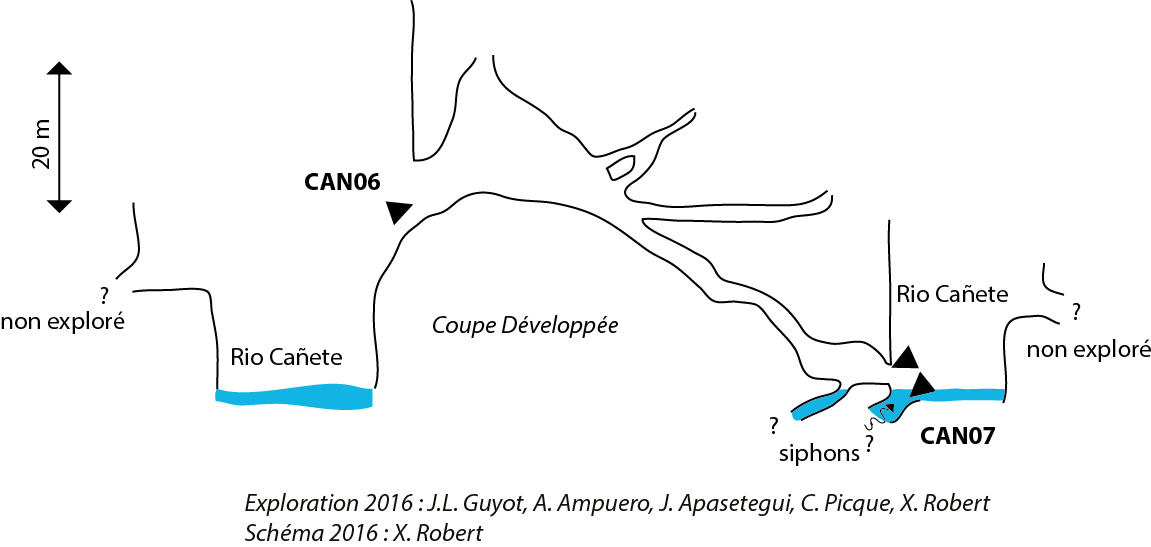 20 m
CAN06
?
non exploré
Rio Cañete
Coupe Développée
Rio Cañete
?
non exploré
?
siphons
?
CAN07
Exploration 2016 : J.L. Guyot, A. Ampuero, J. Apasetegui, C. Picque, X. Robert
Schéma 2016 : X. Robert